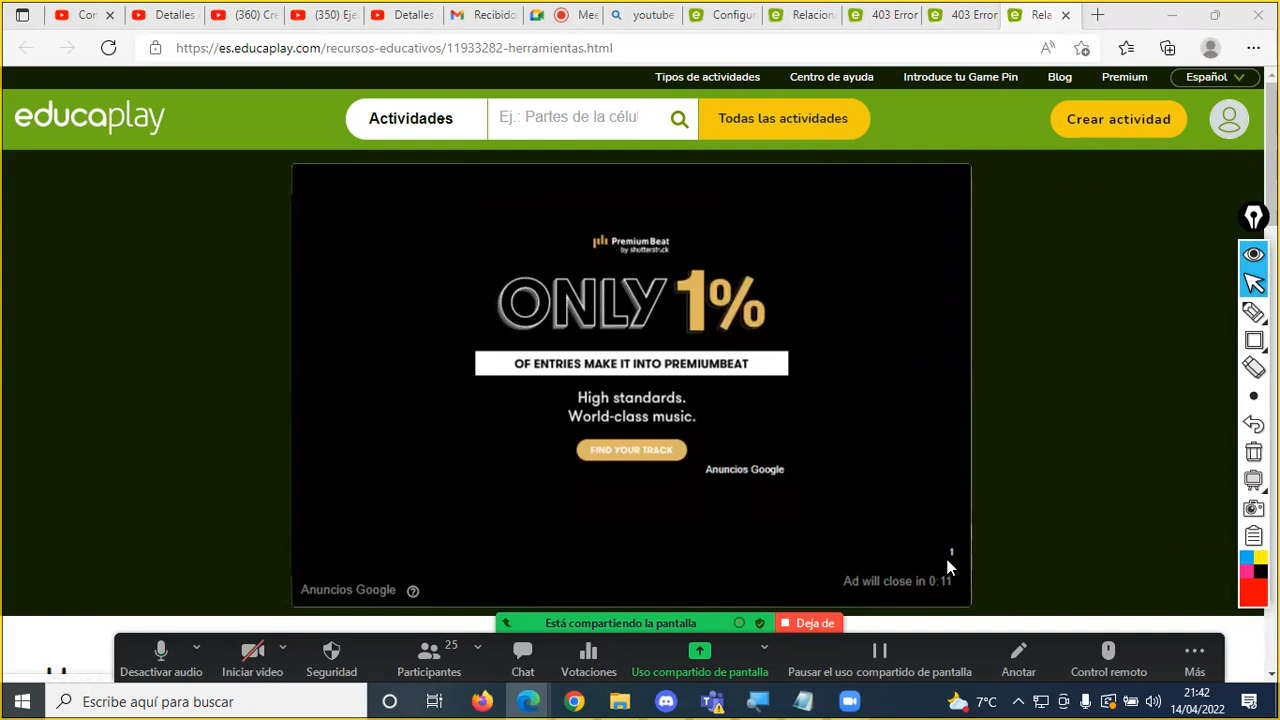 Cor
Detalles
(360) Cre
(350) Eje
Detalles
Recibido
Mee
youtube
Configur
Relacion
403 Error
403 Error
Rela
https://es.educaplay.com/recursos-educativos/11933282-herramientas.html
Tipos de actividades
Centro de ayuda
Introduce tu Game Pin
Blog
Premium
Español
educaplay
Actividades
Ej.: Partes de la célul
Todas las actividades
Crear actividad
PremiumBeat
by shutterstock
ONLY 1%
OF ENTRIES MAKE IT INTO PREMIUMBEAT
High standards.
World-class music.
FIND YOUR TRACK
Anuncios Google
1
Ad will close in 0:11
Anuncios Google
Está compartiendo la pantalla
Deja de
25
Desactivar audio
Iniciar video
Seguridad
Participantes
Chat
Votaciones
Uso compartido de pantalla
Pausar el uso compartido de pantalla
Anotar
Control remoto
Más
Escribe aquí para buscar
7°C
21:42
14/04/2022